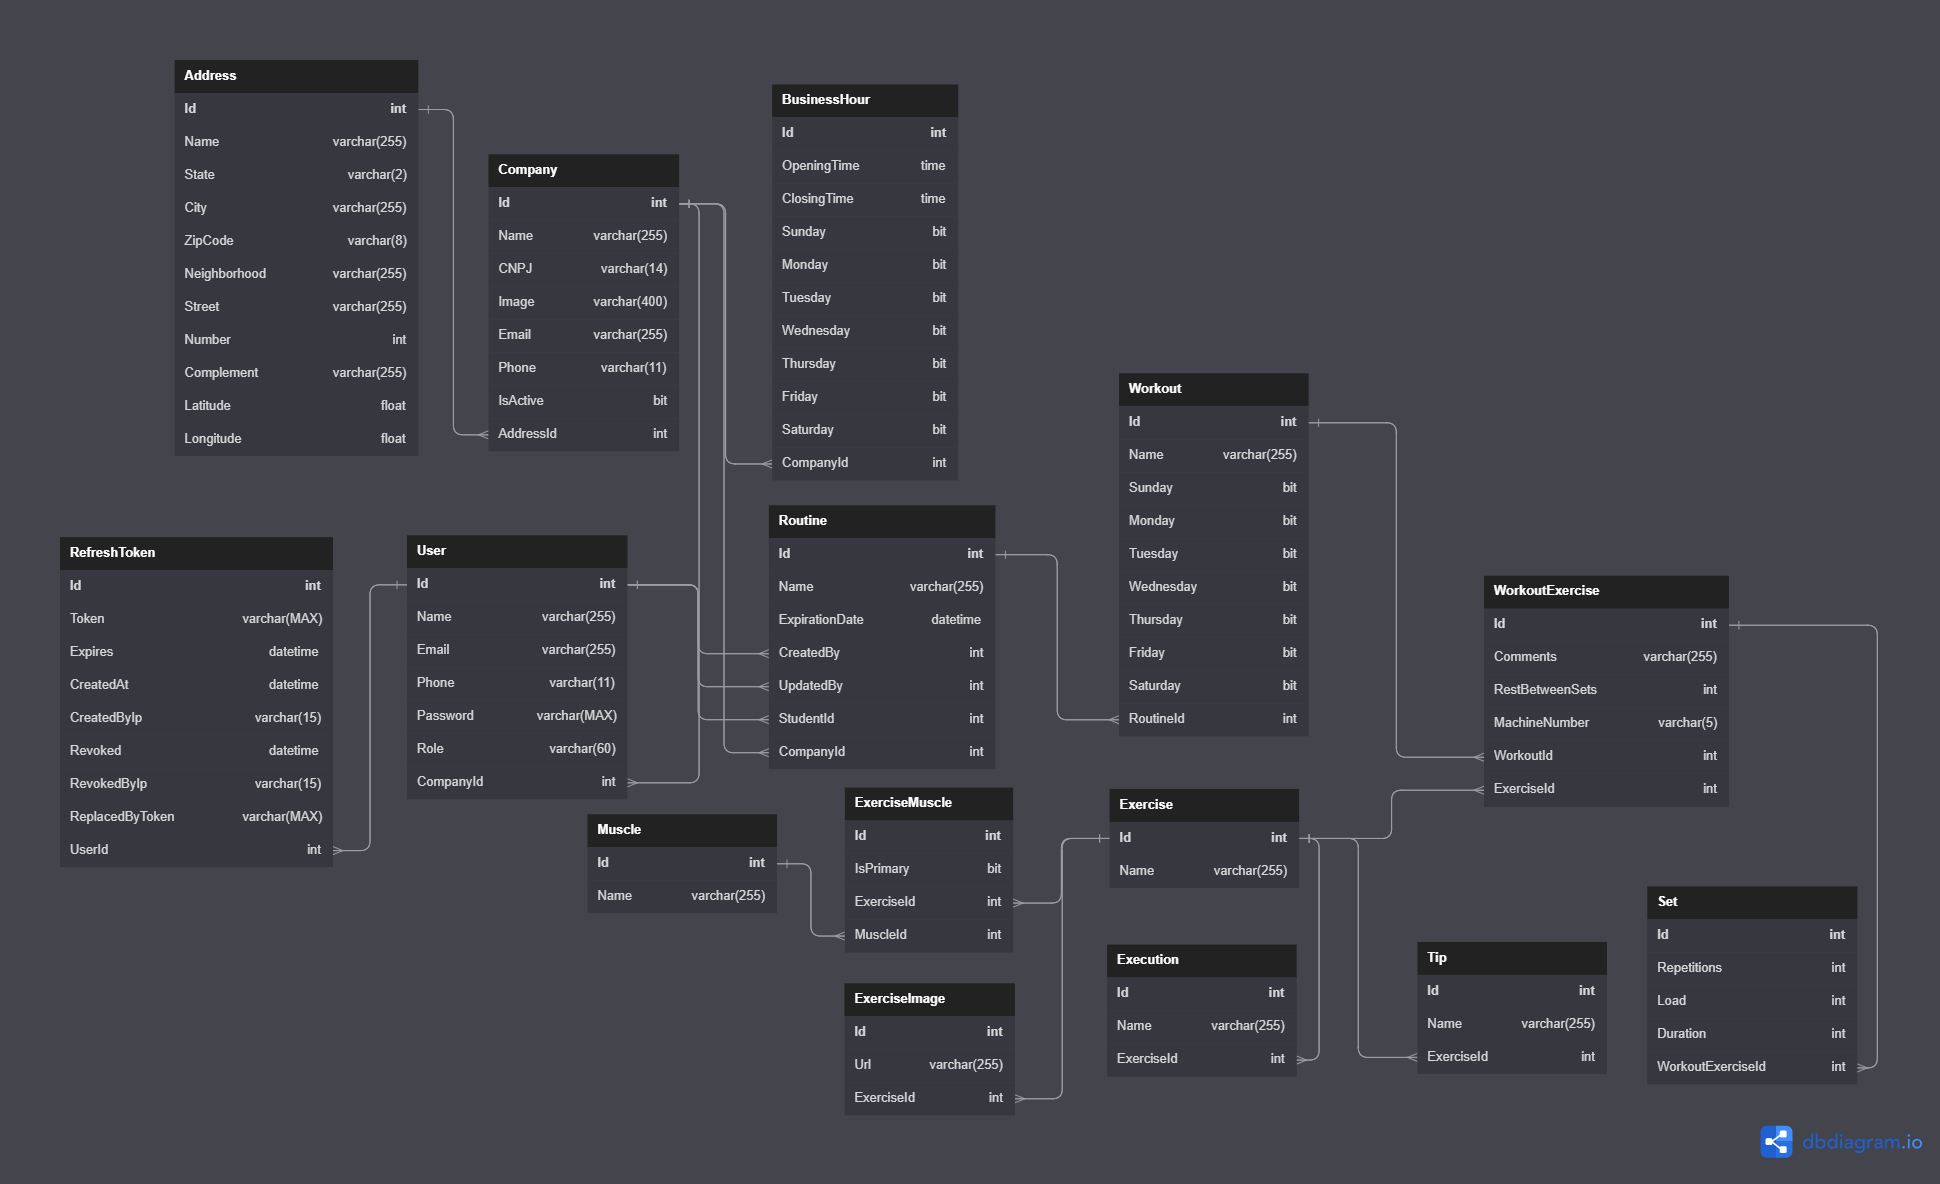 Address
Id int
Name varchar(255)
State varchar(2)
City varchar(255)
ZipCode varchar(8)
Neighborhood varchar(255)
Street varchar(255)
Number int
Complement varchar(255)
Latitude float
Longitude float
Company
Id int
Name varchar(255)
CNPJ varchar(14)
Image varchar(400)
Email varchar(255)
Phone varchar(11)
IsActive bit
AddressId int
BusinessHour
Id int
OpeningTime time
ClosingTime time
Sunday bit
Monday bit
Tuesday bit
Wednesday bit
Thursday bit
Friday bit
Saturday bit
CompanyId int
RefreshToken
Id int
Token varchar(MAX)
Expires datetime
CreatedAt datetime
CreatedByIp varchar(15)
Revoked datetime
RevokedByIp varchar(15)
ReplacedByToken varchar(MAX)
UserId int
User
Id int
Name varchar(255)
Email varchar(255)
Phone varchar(11)
Password varchar(MAX)
Role varchar(60)
CompanyId int
Routine
Id int
Name varchar(255)
ExpirationDate datetime
CreatedBy int
UpdatedBy int
StudentId int
CompanyId int
Workout
Id int
Name varchar(255)
Sunday bit
Monday bit
Tuesday bit
Wednesday bit
Thursday bit
Friday bit
Saturday bit
RoutineId int
WorkoutExercise
Id int
Comments varchar(255)
RestBetweenSets int
MachineNumber varchar(5)
WorkoutId int
ExerciseId int
Muscle
Id int
Name varchar(255)
ExerciseMuscle
Id int
IsPrimary bit
ExerciseId int
MuscleId int
Exercise
Id int
Name varchar(255)
ExerciseImage
Id int
Url varchar(255)
ExerciseId int
Execution
Id int
Name varchar(255)
ExerciseId int
Tip
Id int
Name varchar(255)
ExerciseId int
Set
Id int
Repetitions int
Load int
Duration int
WorkoutExerciseId int
dbdiagram.io